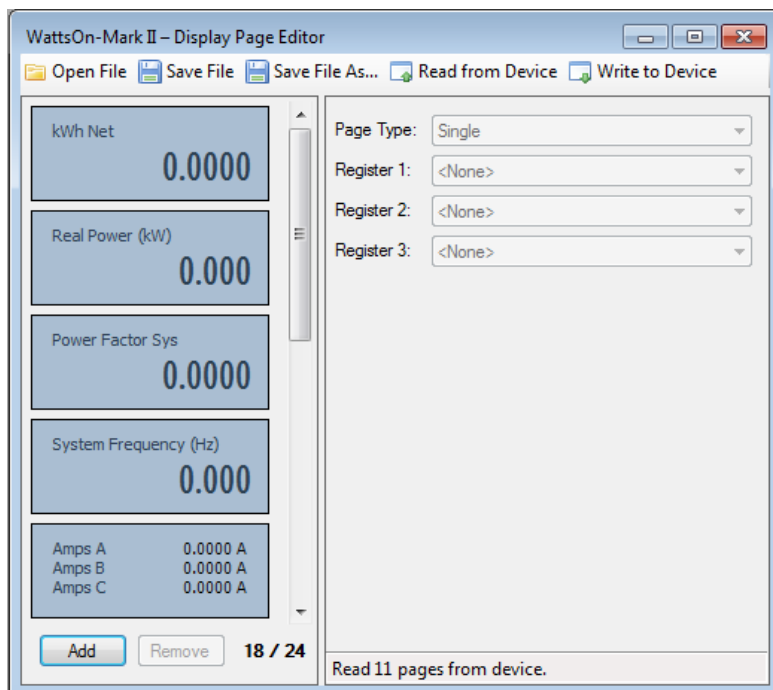 WattsOn-Mark II – Display Page Editor
Open File Save File Save File As... Read from Device Write to Device
kWh Net
0.0000
Real Power (kW)
0.000
Power Factor Sys
0.0000
System Frequency (Hz)
0.000
Amps A 0.0000 A
Amps B 0.0000 A
Amps C 0.0000 A
Add Remove 18 / 24
Page Type: Single
Register 1: <None>
Register 2: <None>
Register 3: <None>
Read 11 pages from device.